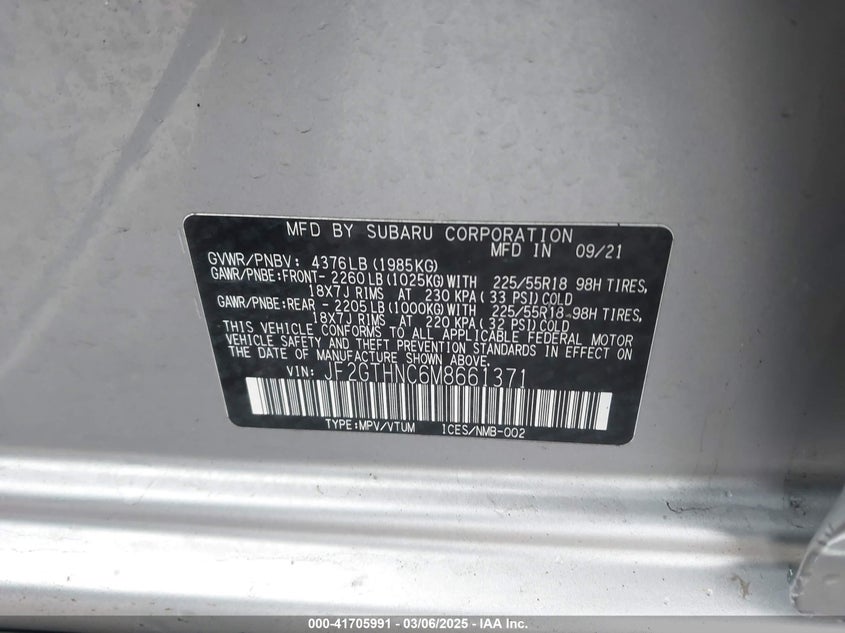 MFD BY SUBARU CORPORATION
MFD IN 09/21
GVWR/PNBV: 4376LB (1985KG)
GAWR/PNBE:FRONT- 2260LB (1025KG)WITH 225/55R18 98H TIRES,
18X7J RIMS AT 230 KPA( 33 PSI)COLD
GAWR/PNBE:REAR - 2205LB (1000KG)WITH 225/55R18 98H TIRES,
18X7J RIMS AT 220 KPA( 32 PSI)COLD
THIS VEHICLE CONFORMS TO ALL APPLICABLE FEDERAL MOTOR
VEHICLE SAFETY AND THEFT PREVENTION STANDARDS IN EFFECT ON
THE DATE OF MANUFACTURE SHOWN ABOVE.
VIN: JF2GTHNC6M8661371
TYPE:MPV/VTUM ICES/NMB-002
000-41705991 - 03/06/2025 - IAA Inc.